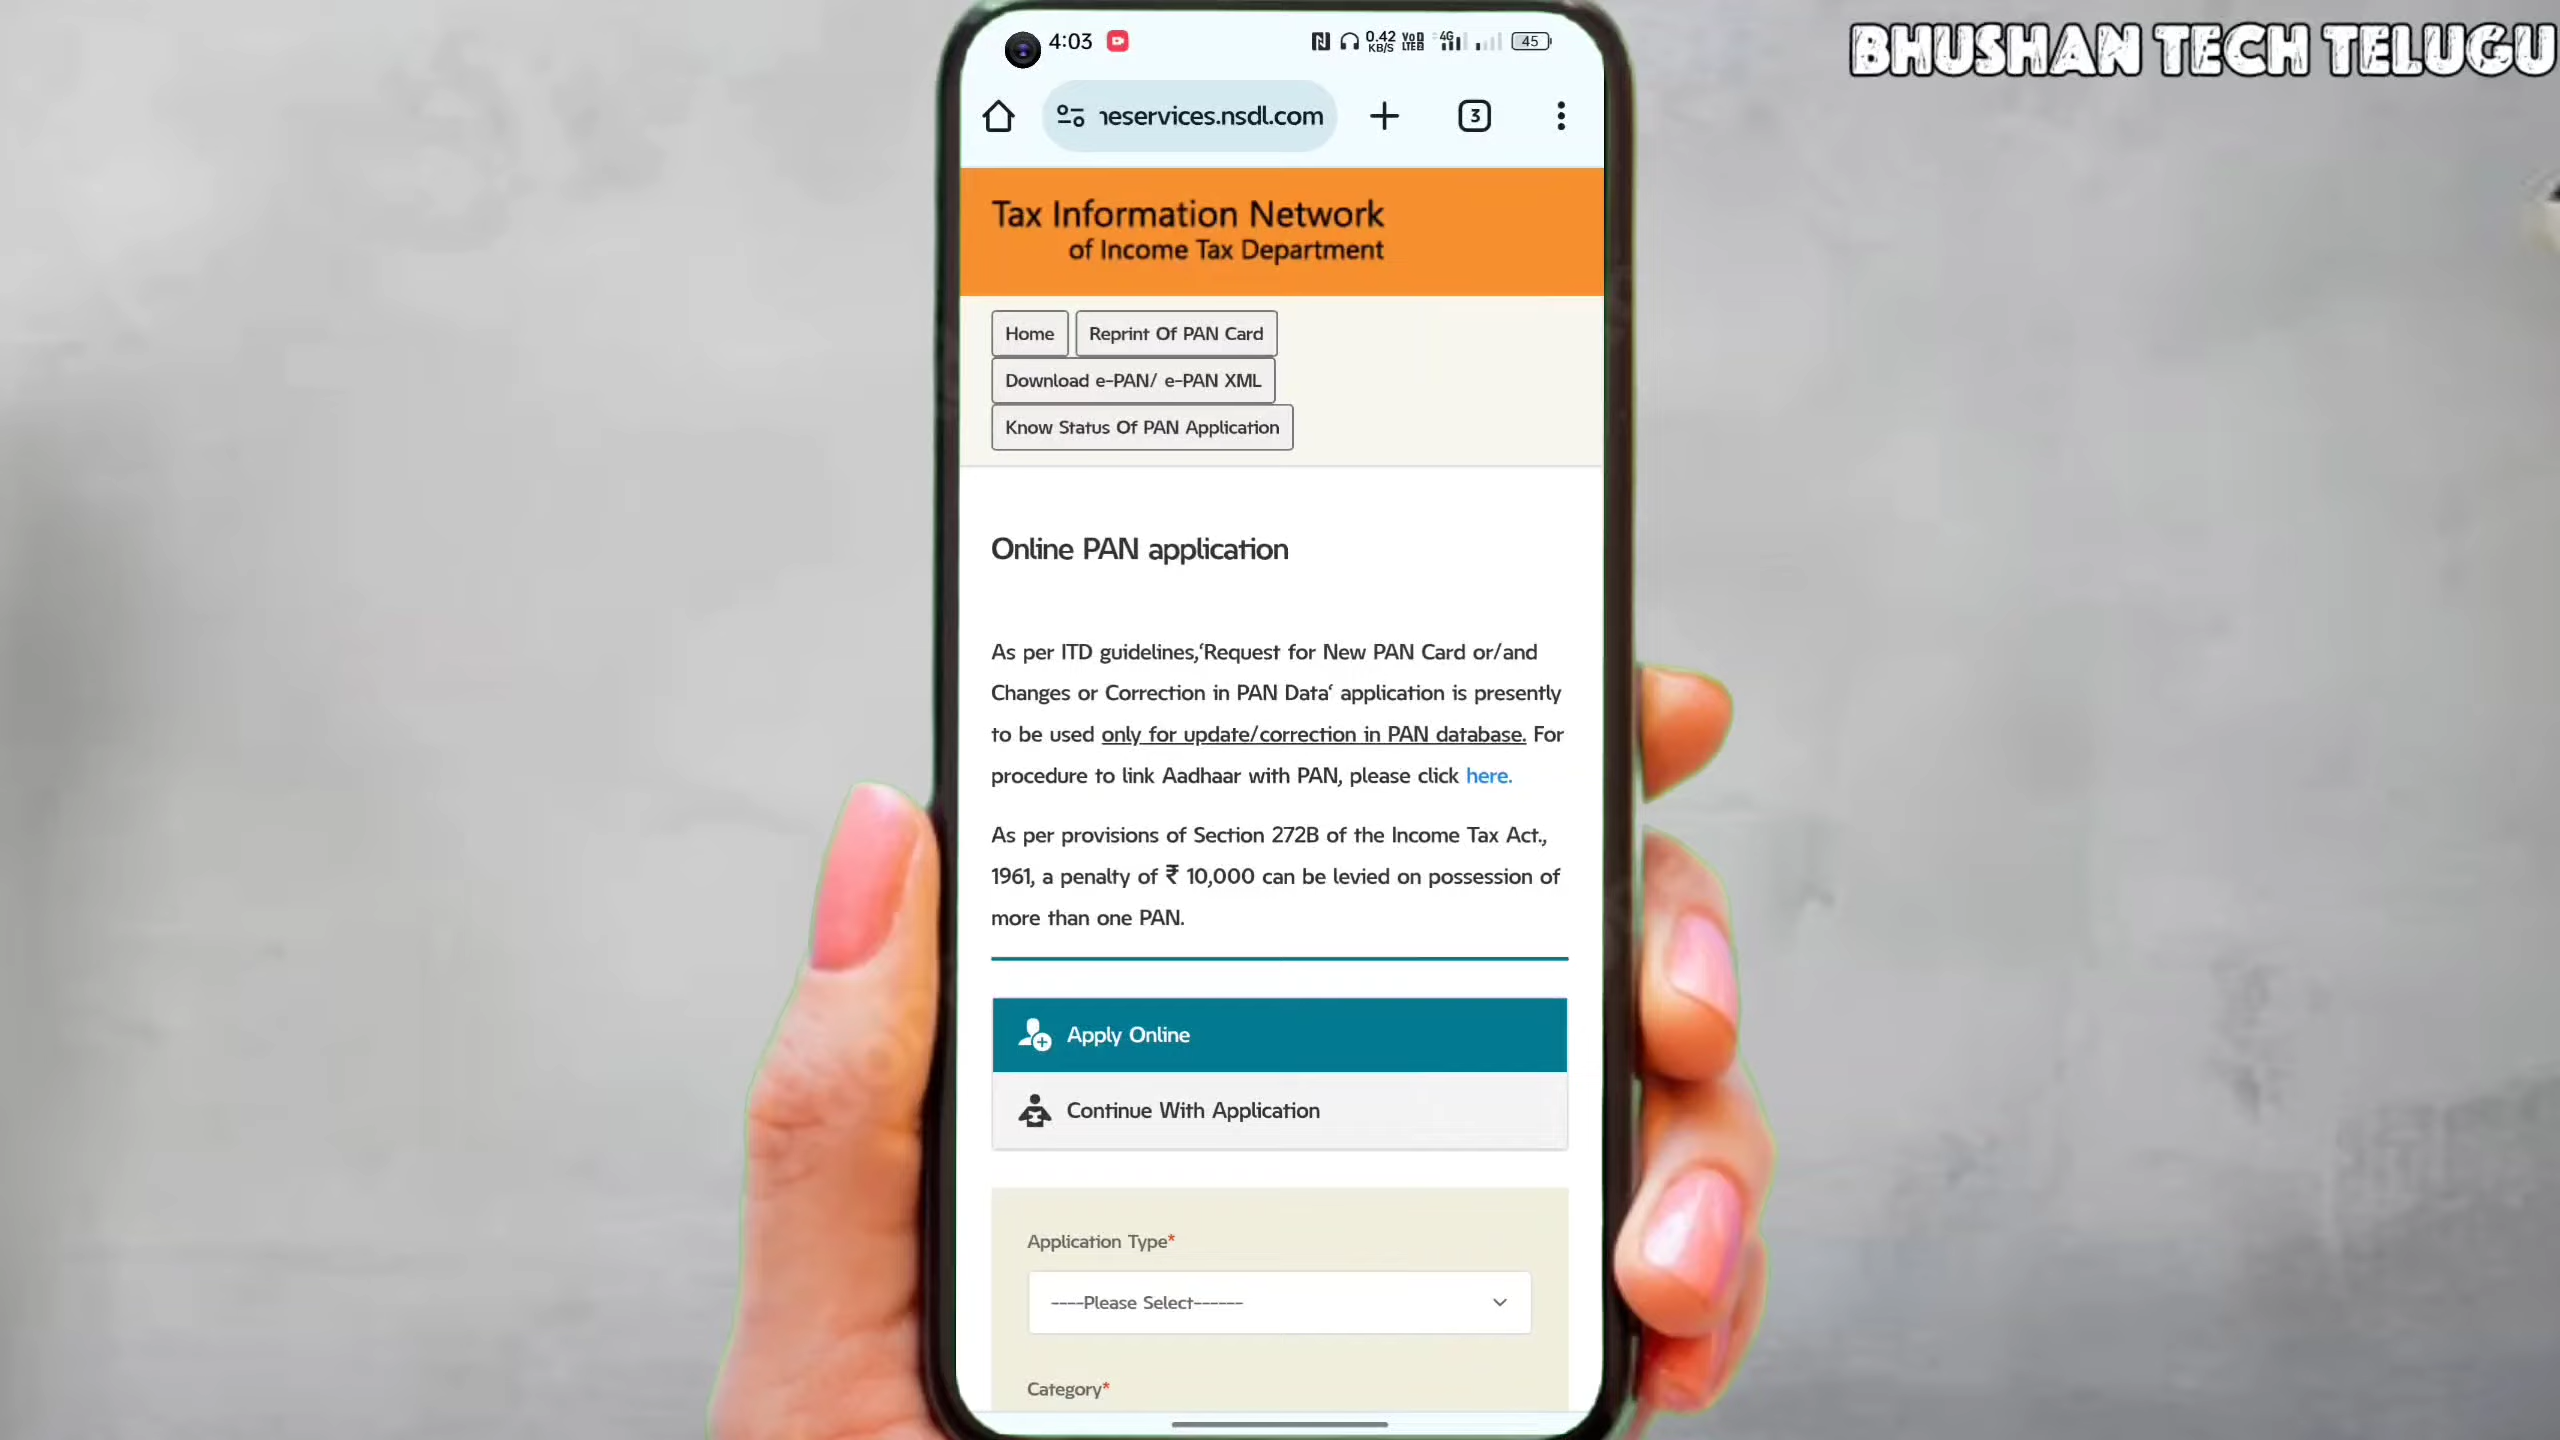 BHUSHAN TECH TELUGU
4:03
0.42 KB/S
VoD LTE2
4G
45
neservices.nsdl.com
3
Tax Information Network
of Income Tax Department
Home
Reprint Of PAN Card
Download e-PAN/ e-PAN XML
Know Status Of PAN Application
Online PAN application
As per ITD guidelines,‘Request for New PAN Card or/and
Changes or Correction in PAN Data‘ application is presently
to be used only for update/correction in PAN database. For
procedure to link Aadhaar with PAN, please click here.
As per provisions of Section 272B of the Income Tax Act.,
1961, a penalty of ₹ 10,000 can be levied on possession of
more than one PAN.
Apply Online
Continue With Application
Application Type*
----Please Select------
Category*